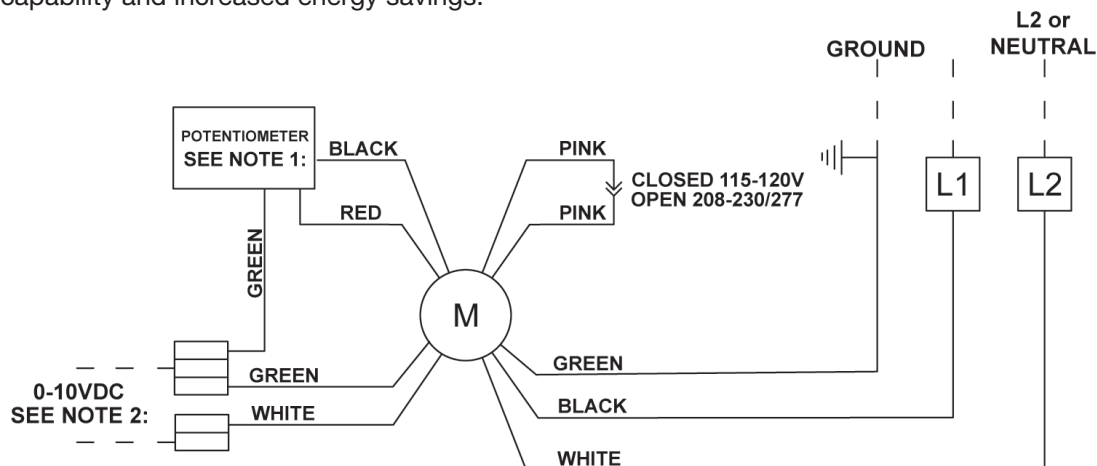 capability and increased energy savings.
L2 or
NEUTRAL
GROUND
POTENTIOMETER
SEE NOTE 1:
BLACK
PINK
CLOSED 115-120V
OPEN 208-230/277
L1
L2
RED
PINK
GREEN
M
GREEN
0-10VDC
SEE NOTE 2:
GREEN
WHITE
BLACK
WHITE